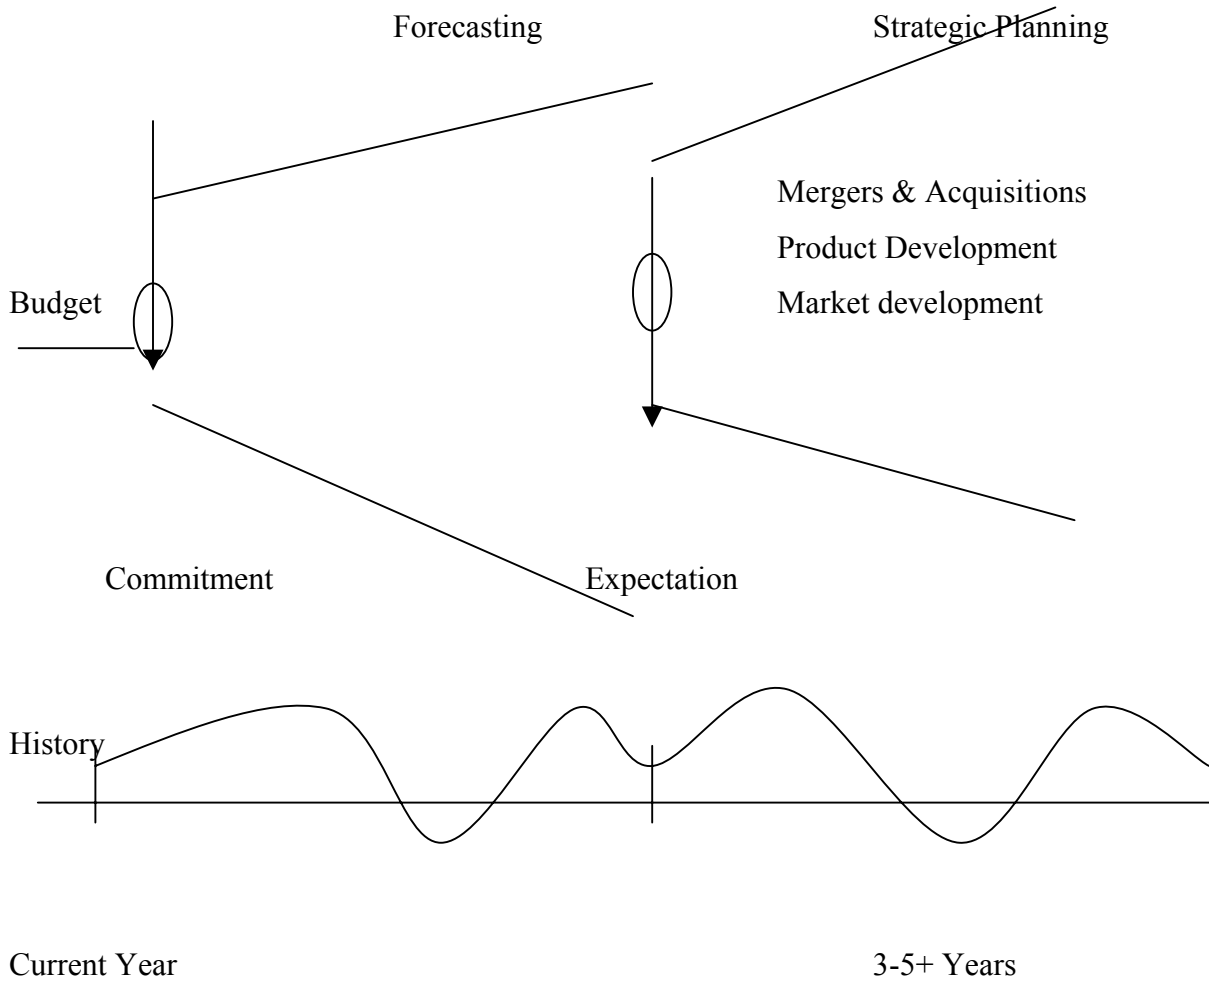 Forecasting Strategic Planning
Mergers & Acquisitions
Product Development
Budget Market development
Commitment Expectation
History
Current Year 3-5+ Years